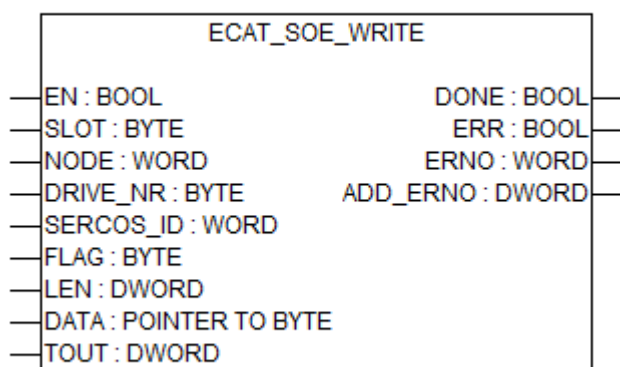 ECAT_SOE_WRITE
EN : BOOL DONE : BOOL
SLOT : BYTE ERR : BOOL
NODE : WORD ERNO : WORD
DRIVE_NR : BYTE ADD_ERNO : DWORD
SERCOS_ID : WORD
FLAG : BYTE
LEN : DWORD
DATA : POINTER TO BYTE
TOUT : DWORD